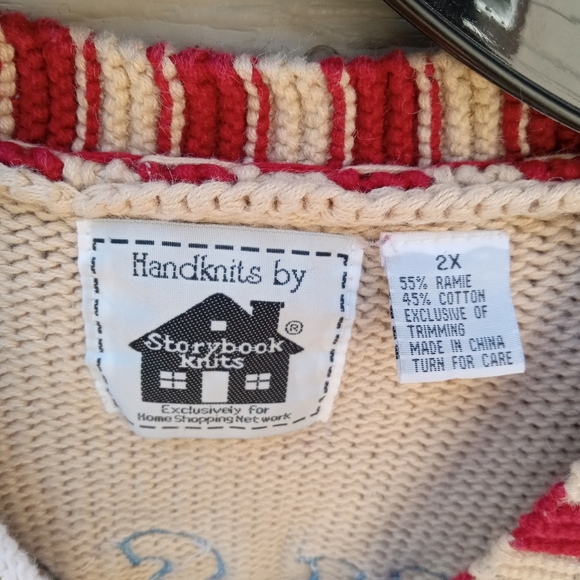 Handknits by
Storybook
Knits
®
Exclusively for
Home Shopping Network
2X
55% RAMIE
45% COTTON
EXCLUSIVE OF
TRIMMING
MADE IN CHINA
TURN FOR CARE